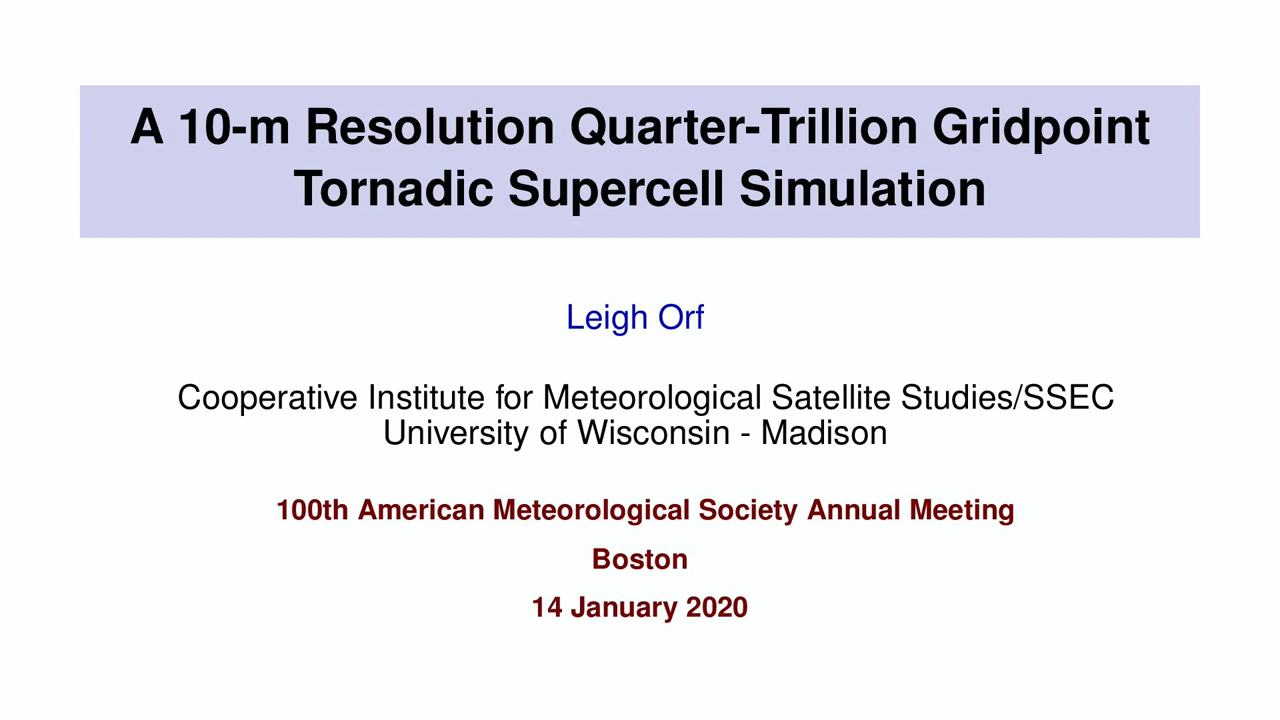 A 10-m Resolution Quarter-Trillion Gridpoint
Tornadic Supercell Simulation
Leigh Orf
Cooperative Institute for Meteorological Satellite Studies/SSEC
University of Wisconsin - Madison
100th American Meteorological Society Annual Meeting
Boston
14 January 2020